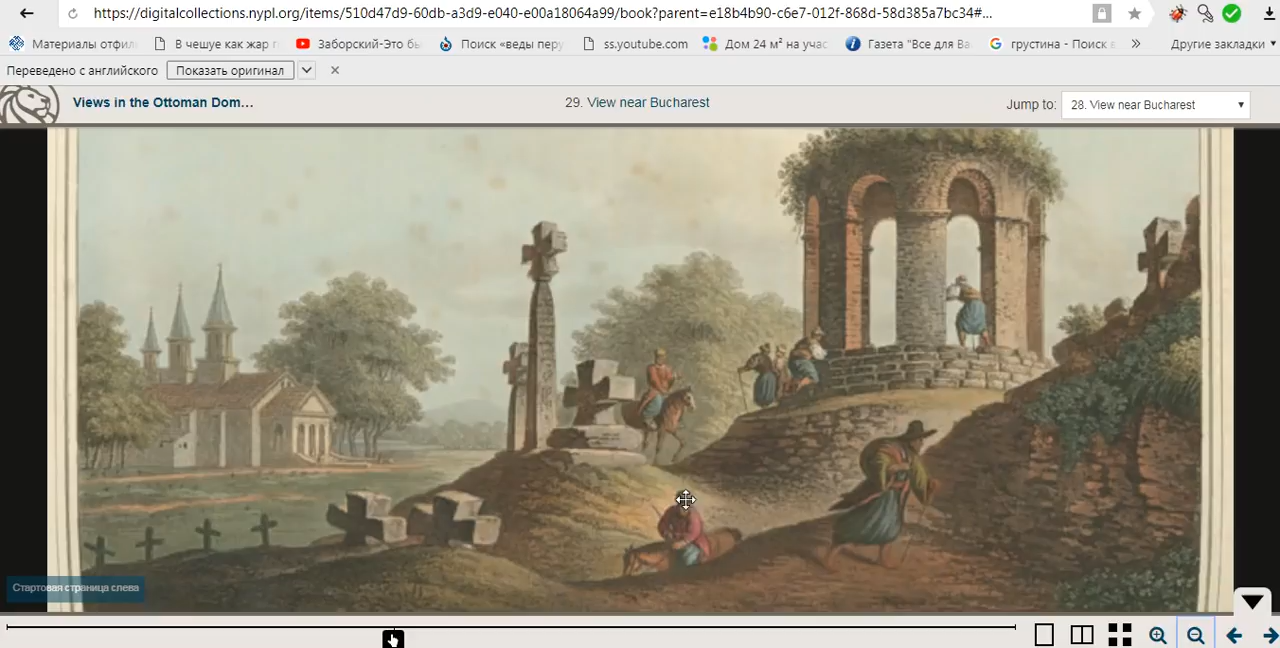 https://digitalcollections.nypl.org/items/510d47d9-60db-a3d9-e040-e00a18064a99/book?parent=e18b4b90-c6e7-012f-868d-58d385a7bc34#...
Материалы отфил В чешуе как жар г Заборский-Это бы Поиск «веды перу ss.youtube.com Дом 24 м² на учас Газета "Все для Ва грустина - Поиск Другие закладки
Переведено с английского Показать оригинал
Views in the Ottoman Dom... 29. View near Bucharest Jump to: 28. View near Bucharest
Стартовая страница слева